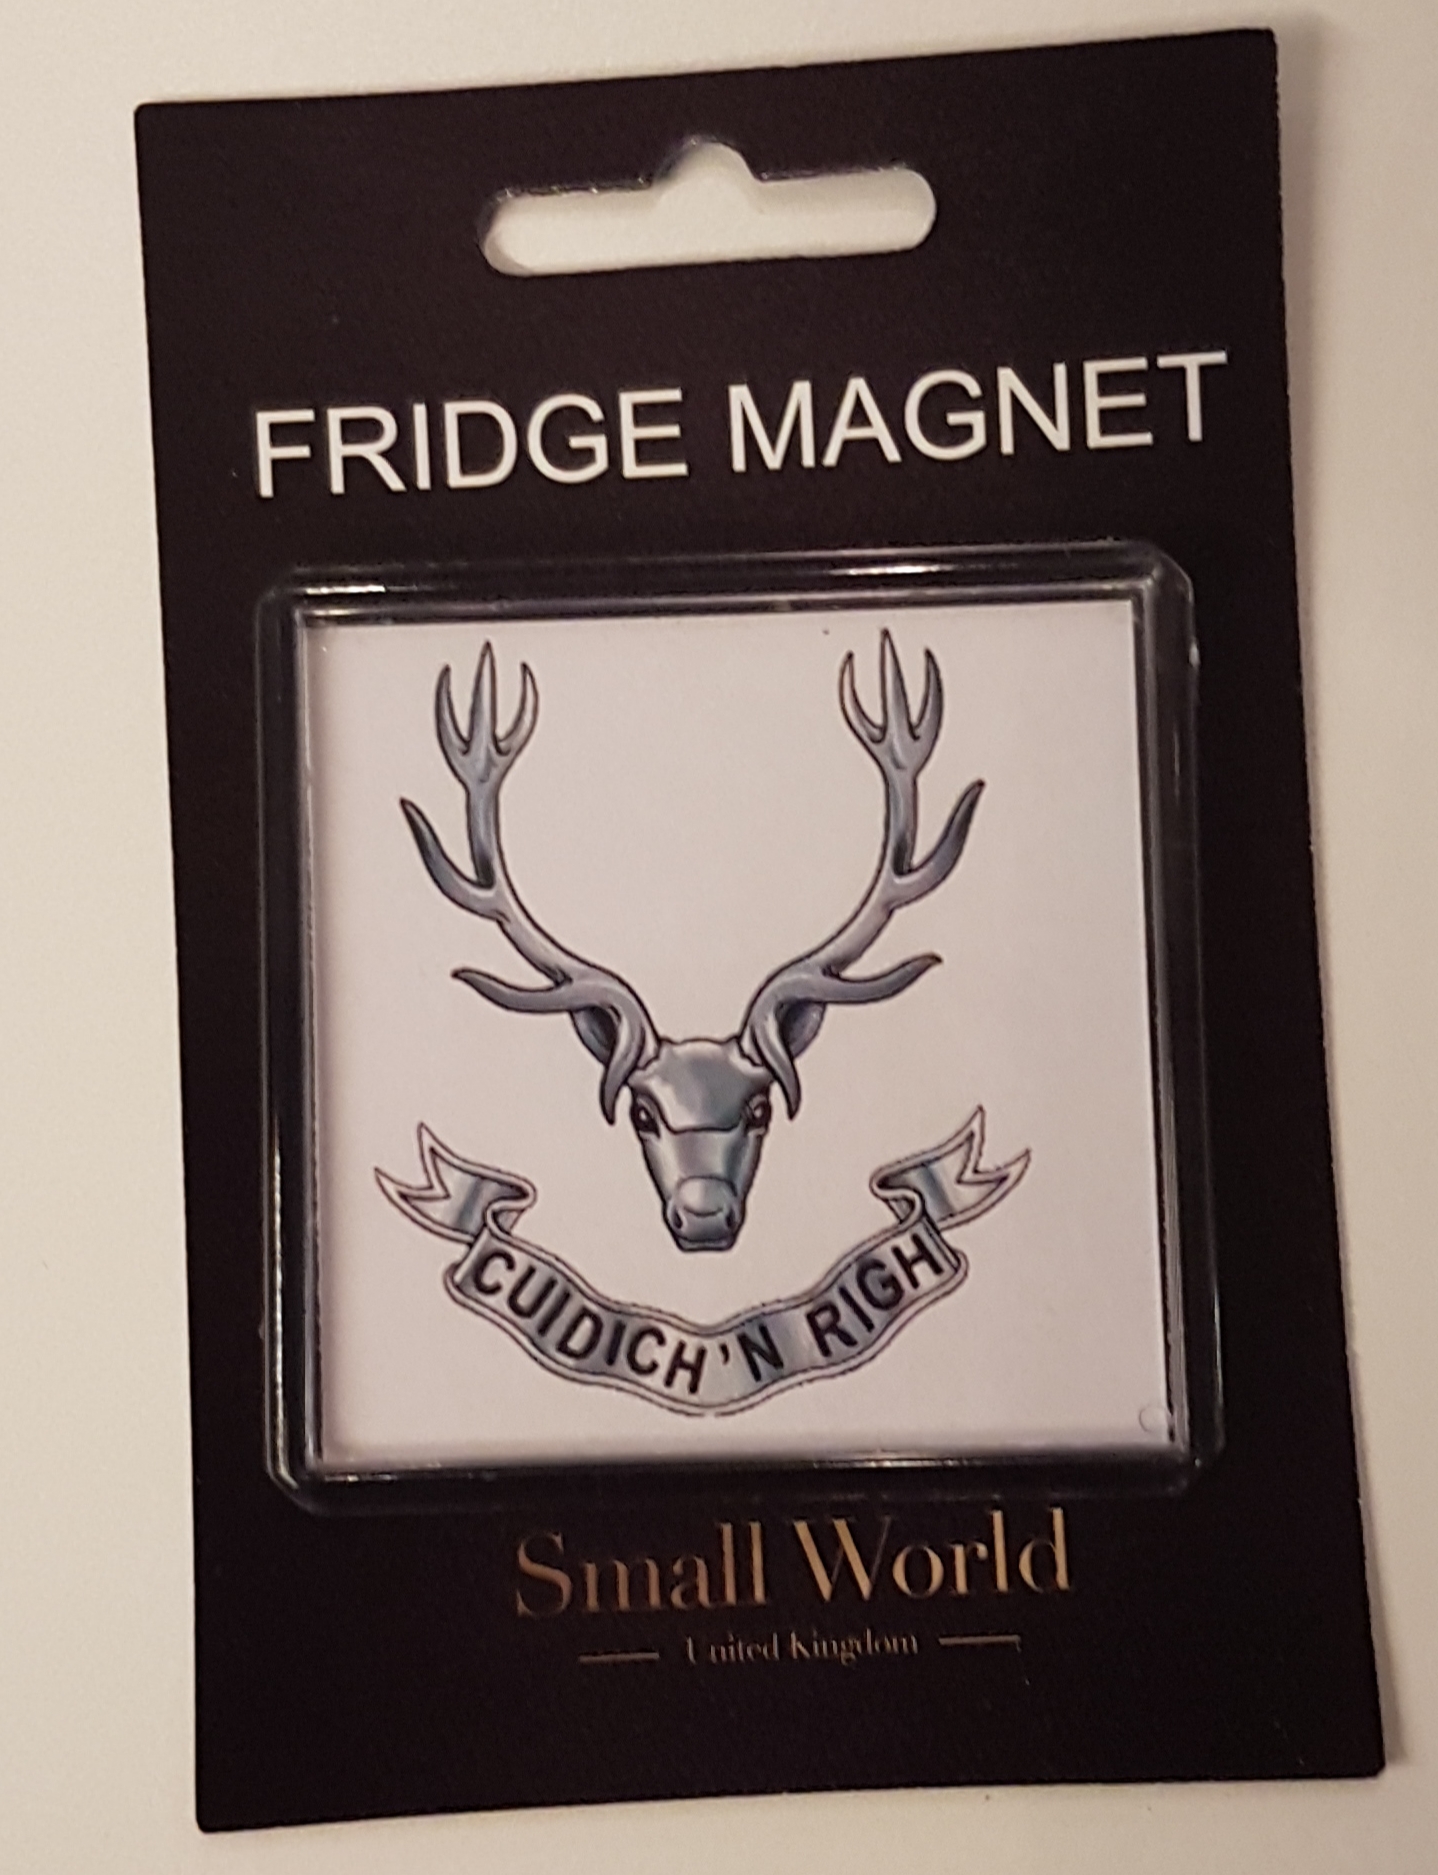 FRIDGE MAGNET
CUIDICH'N RIGH
Small World
United Kingdom